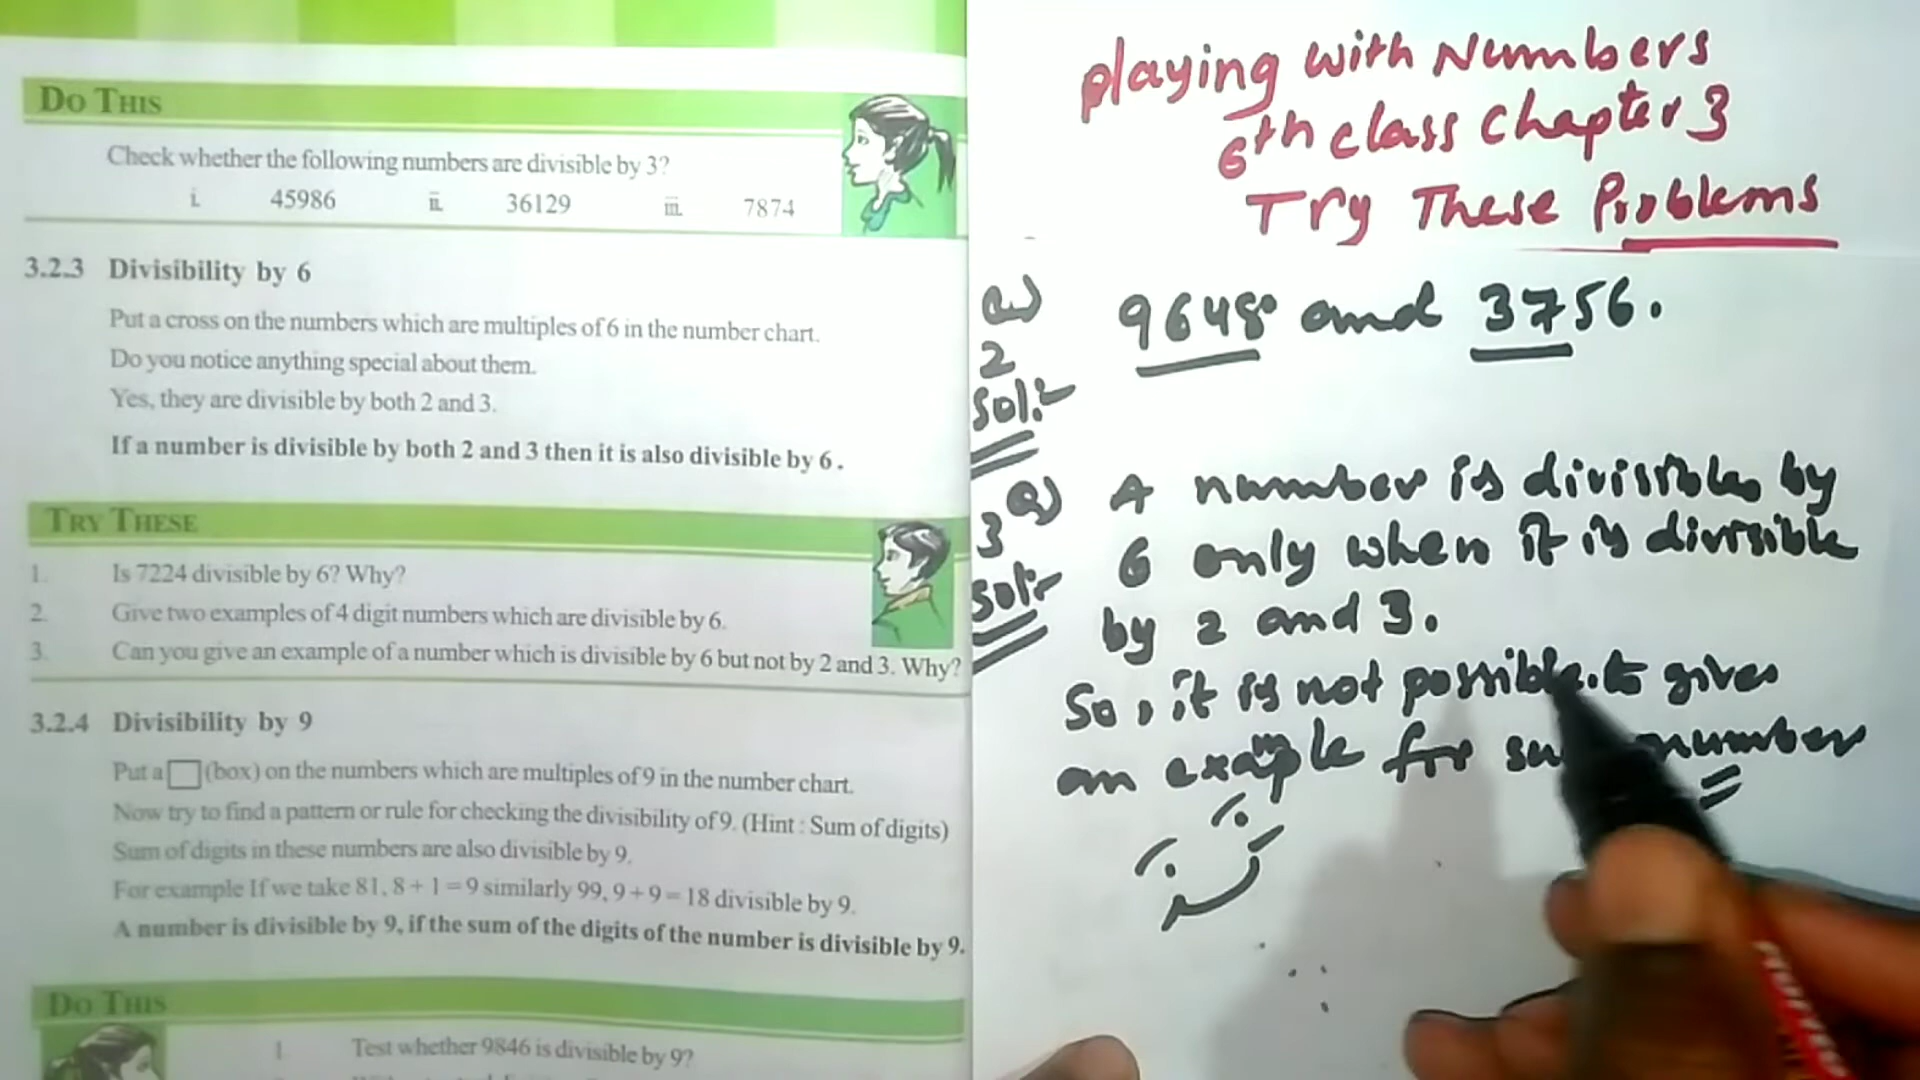 DO THIS
Check whether the following numbers are divisible by 3?
i. 45986 ii. 36129 iii. 7874
3.2.3 Divisibility by 6
Put a cross on the numbers which are multiples of 6 in the number chart.
Do you notice anything special about them.
Yes, they are divisible by both 2 and 3.
If a number is divisible by both 2 and 3 then it is also divisible by 6.
TRY THESE
1. Is 7224 divisible by 6? Why?
2. Give two examples of 4 digit numbers which are divisible by 6.
3. Can you give an example of a number which is divisible by 6 but not by 2 and 3. Why?
3.2.4 Divisibility by 9
Put a (box) on the numbers which are multiples of 9 in the number chart.
Now try to find a pattern or rule for checking the divisibility of 9. (Hint : Sum of digits)
Sum of digits in these numbers are also divisible by 9.
For example If we take 81, 8 + 1 = 9 similarly 99, 9 + 9 = 18 divisible by 9.
A number is divisible by 9, if the sum of the digits of the number is divisible by 9.
DO THIS
1. Test whether 9846 is divisible by 9?
Playing with Numbers
6th class Chapter 3
Try These Problems
Q)
2
Sol:-
9648 and 3756.
3 Q)
Sol:-
A number is divisible by
6 only when it is divisible
by 2 and 3.
So, it is not possible to give
an example for number